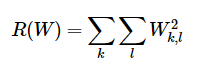 R(W) = ∑_k ∑_l W_{k,l}^2